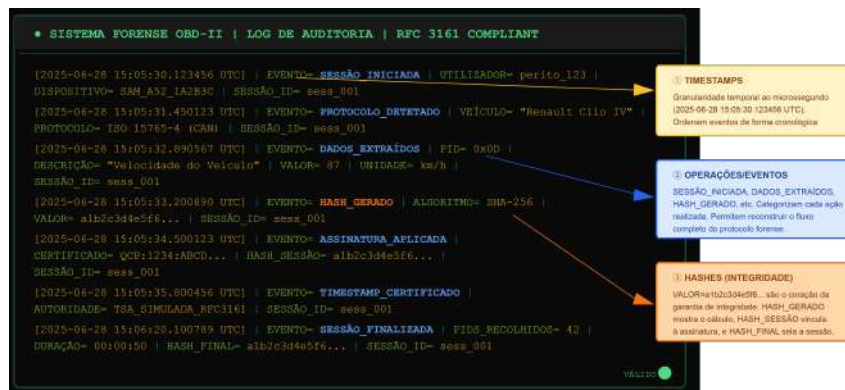 ● SISTEMA FORENSE OBD-II | LOG DE AUDITORIA | RFC 3161 COMPLIANT
[2025-06-28 15:05:30.123456 UTC] | EVENTO= SESSÃO INICIADA | UTILIZADOR= perito_123 |
DISPOSITIVO= SAM_A52_1A2B3C | SESSÃO_ID= sess_001
[2025-06-28 15:05:31.450123 UTC] | EVENTO= PROTOCOLO_DETETADO | VEÍCULO= "Renault Clio IV" |
PROTOCOLO= ISO 15765-4 (CAN) | SESSÃO_ID= sess_001
[2025-06-28 15:05:32.890567 UTC] | EVENTO= DADOS_EXTRAÍDOS | PID= 0x0D |
DESCRIÇÃO= "Velocidade do Veículo" | VALOR= 87 | UNIDADE= km/h |
SESSÃO_ID= sess_001
[2025-06-28 15:05:33.200890 UTC] | EVENTO= HASH_GERADO | ALGORITMO= SHA-256 |
VALOR= a1b2c3d4e5f6... | SESSÃO_ID= sess_001
[2025-06-28 15:05:34.500123 UTC] | EVENTO= ASSINATURA_APLICADA |
CERTIFICADO= QCP:1234:ABCD... | HASH_SESSÃO= a1b2c3d4e5f6... |
SESSÃO_ID= sess_001
[2025-06-28 15:05:35.800456 UTC] | EVENTO= TIMESTAMP_CERTIFICADO |
AUTORIDADE= TSA_SIMULADA_RFC3161 | SESSÃO_ID= sess_001
[2025-06-28 15:06:20.100789 UTC] | EVENTO= SESSÃO_FINALIZADA | PIDS_RECOLHIDOS= 42 |
DURAÇÃO= 00:00:50 | HASH_FINAL= a1b2c3d4e5f6... | SESSÃO_ID= sess_001
VÁLIDO
① TIMESTAMPS
Granularidade temporal ao microssegundo
(2025-06-28 15:05:30.123456 UTC).
Ordenam eventos de forma cronológica
② OPERAÇÕES/EVENTOS
SESSÃO_INICIADA, DADOS_EXTRAÍDOS,
HASH_GERADO, etc. Categorizam cada ação
realizada. Permitem reconstruir o fluxo
completo do protocolo forense.
③ HASHES (INTEGRIDADE)
VALOR=a1b2c3d4e5f6... são o coração da
garantia de integridade. HASH_GERADO
mostra o cálculo, HASH_SESSÃO vincula
à assinatura, e HASH_FINAL sela a sessão.